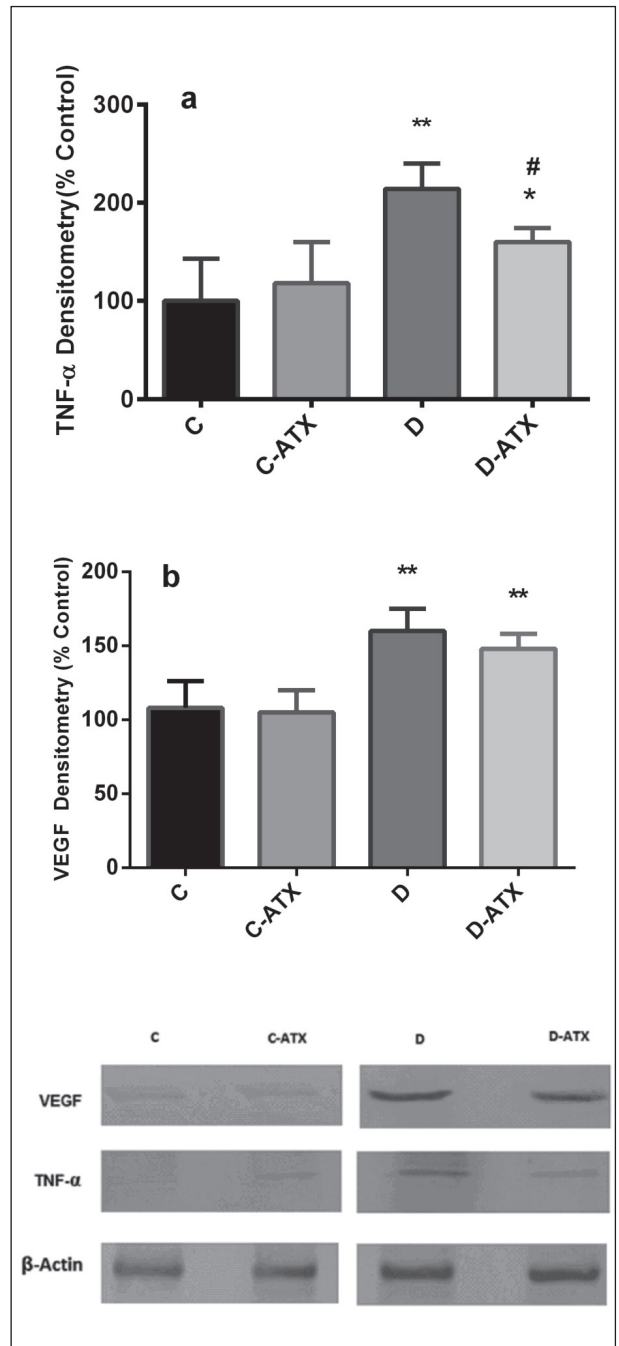 a
TNF-α Densitometry(% Control)
300
200
100
0
**
#
*
C
C-ATX
D
D-ATX
b
VEGF Densitometry (% Control)
200
150
100
50
0
**
**
C
C-ATX
D
D-ATX
C C-ATX D D-ATX
VEGF
TNF-α
β-Actin